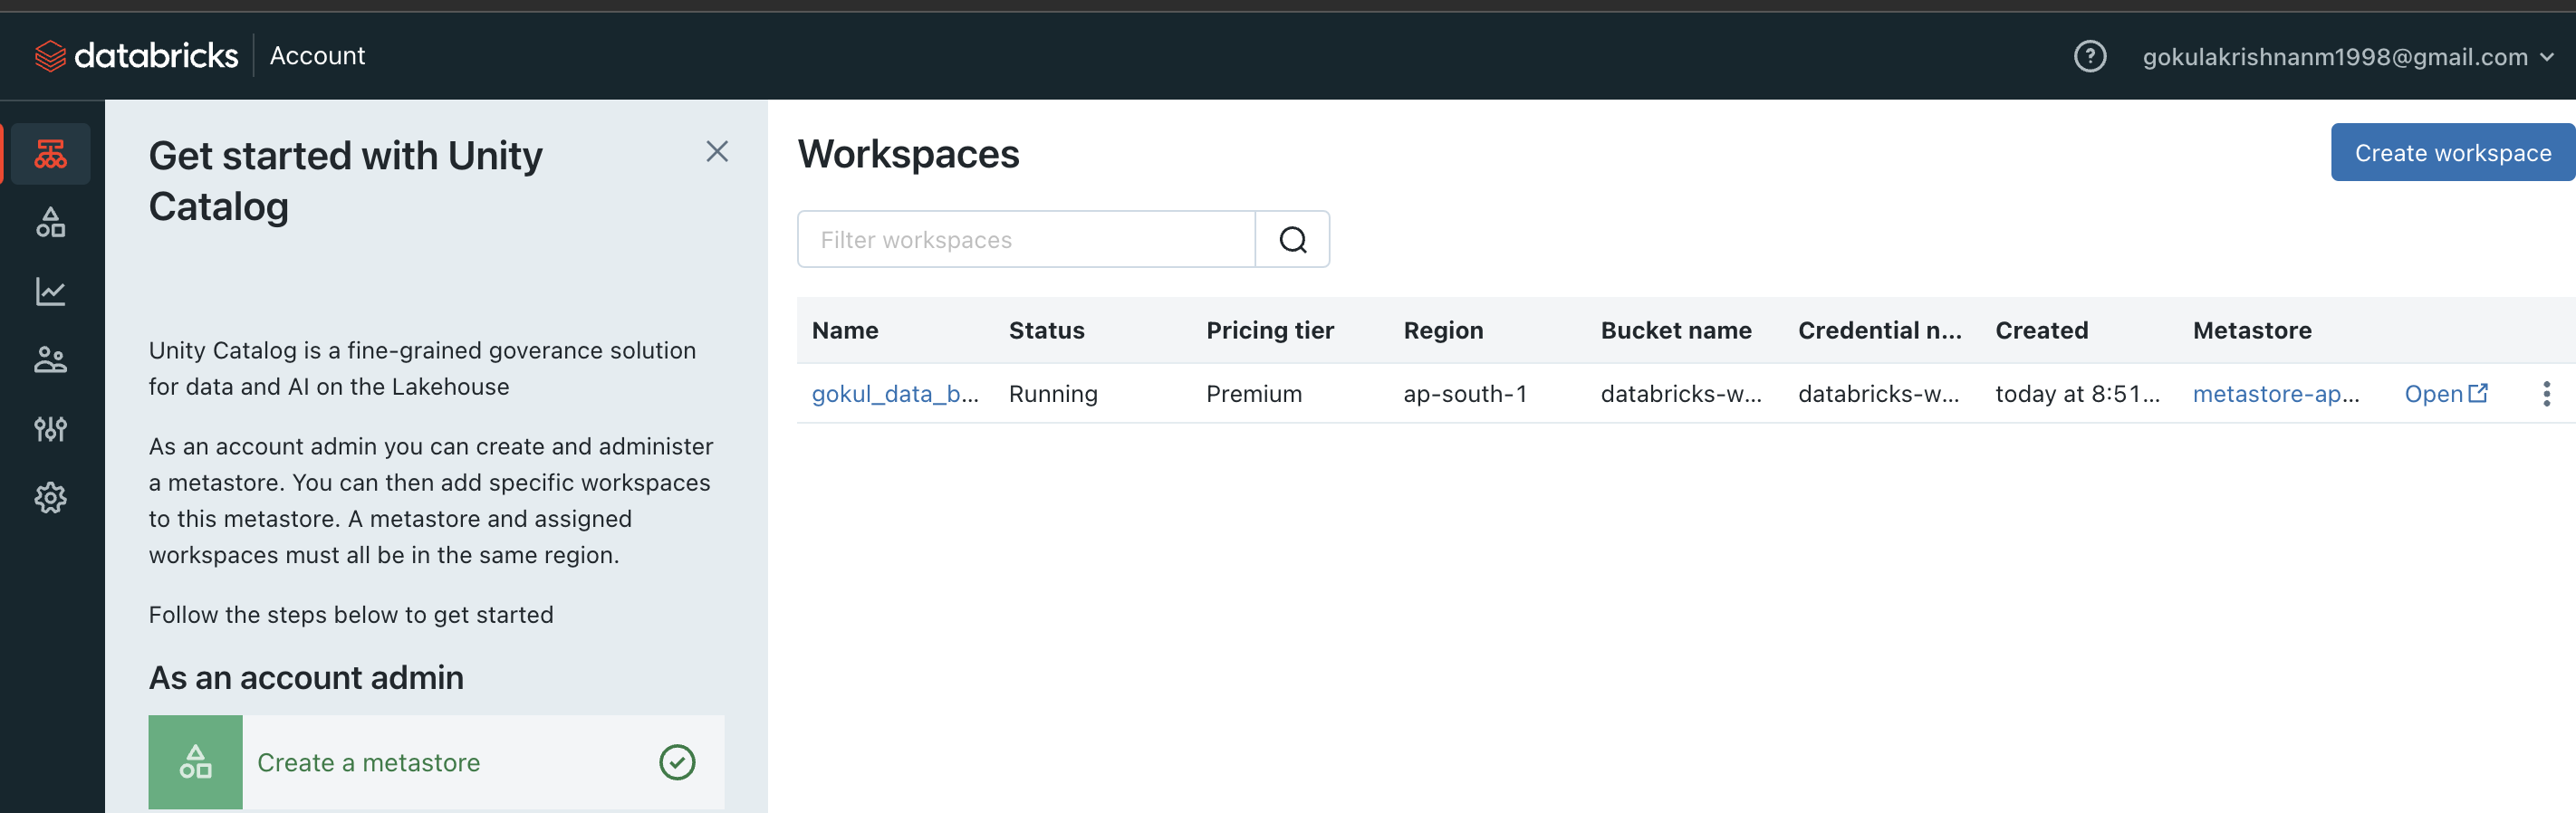 databricks Account
? gokulakrishnanm1998@gmail.com
Get started with Unity
Catalog
Unity Catalog is a fine-grained goverance solution
for data and AI on the Lakehouse
As an account admin you can create and administer
a metastore. You can then add specific workspaces
to this metastore. A metastore and assigned
workspaces must all be in the same region.
Follow the steps below to get started
As an account admin
Create a metastore
Workspaces
Create workspace
Filter workspaces
Name Status Pricing tier Region Bucket name Credential n... Created Metastore
gokul_data_b... Running Premium ap-south-1 databricks-w... databricks-w... today at 8:51... metastore-ap... Open